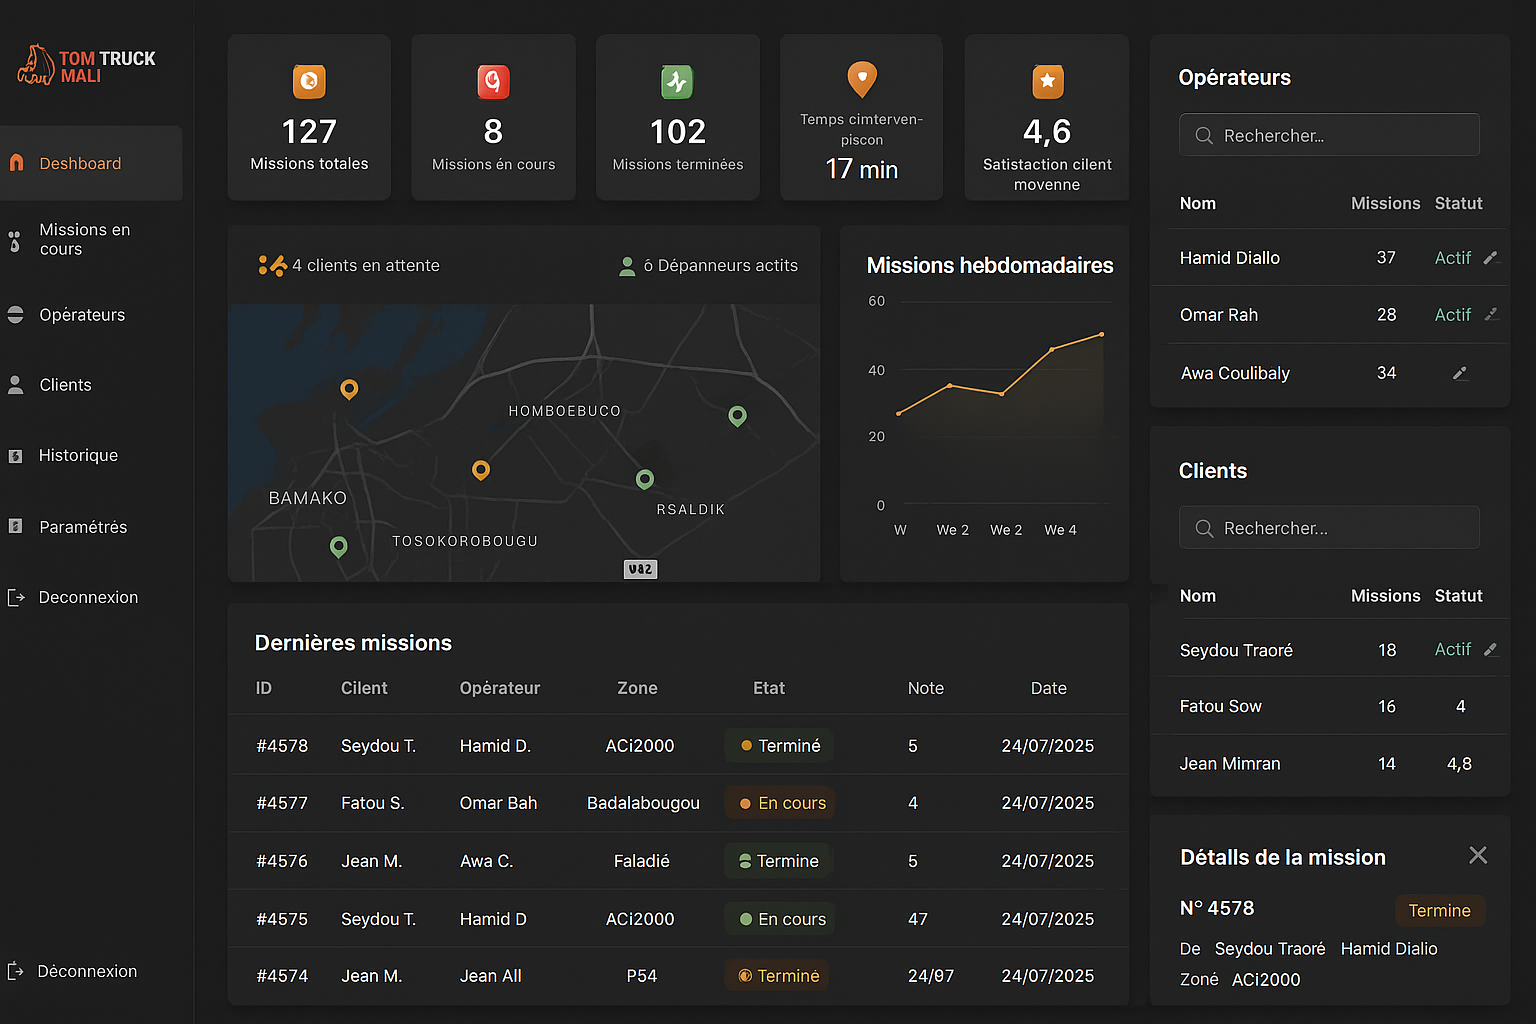 TOM TRUCK
MALI
Deshboard
Missions en
cours
Opérateurs
Clients
Historique
Paramétrés
Deconnexion
Déconnexion
127
Missions totales
8
Missions én cours
102
Missions terminées
Temps cimterven-
piscon
17 min
4,6
Satistaction cilent
movenne
4 clients en attente
ó Dépanneurs actits
HOMBOEBUCO
BAMAKO
RSALDIK
TOSOKOROBOUGU
Missions hebdomadaires
60
40
20
0
W We 2 We 2 We 4
Dernières missions
ID Cilent Opérateur Zone Etat Note Date
#4578 Seydou T. Hamid D. ACi2000 Terminé 5 24/07/2025
#4577 Fatou S. Omar Bah Badalabougou En cours 4 24/07/2025
#4576 Jean M. Awa C. Faladié Termine 5 24/07/2025
#4575 Seydou T. Hamid D ACi2000 En cours 47 24/07/2025
#4574 Jean M. Jean All P54 Terminé 24/07 24/07/2025
Opérateurs
Rechercher...
Nom Missions Statut
Hamid Diallo 37 Actif
Omar Rah 28 Actif
Awa Coulibaly 34
Clients
Rechercher...
Nom Missions Statut
Seydou Traoré 18 Actif
Fatou Sow 16 4
Jean Mimran 14 4,8
Détalls de la mission
N° 4578 Termine
De Seydou Traoré Hamid Dialio
Zoné ACi2000